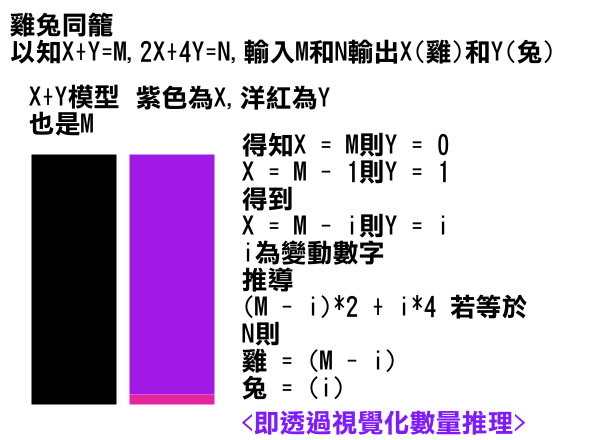 雞兔同籠
以知X+Y=M,2X+4Y=N,輸入M和N輸出X(雞)和Y(兔)
X+Y模型 紫色為X,洋紅為Y
也是M
得知X = M則Y = 0
X = M - 1則Y = 1
得到
X = M - i則Y = i
i為變動數字
推導
(M - i)*2 + i*4 若等於
N則
雞 = (M - i)
兔 = (i)
<即透過視覺化數量推理>